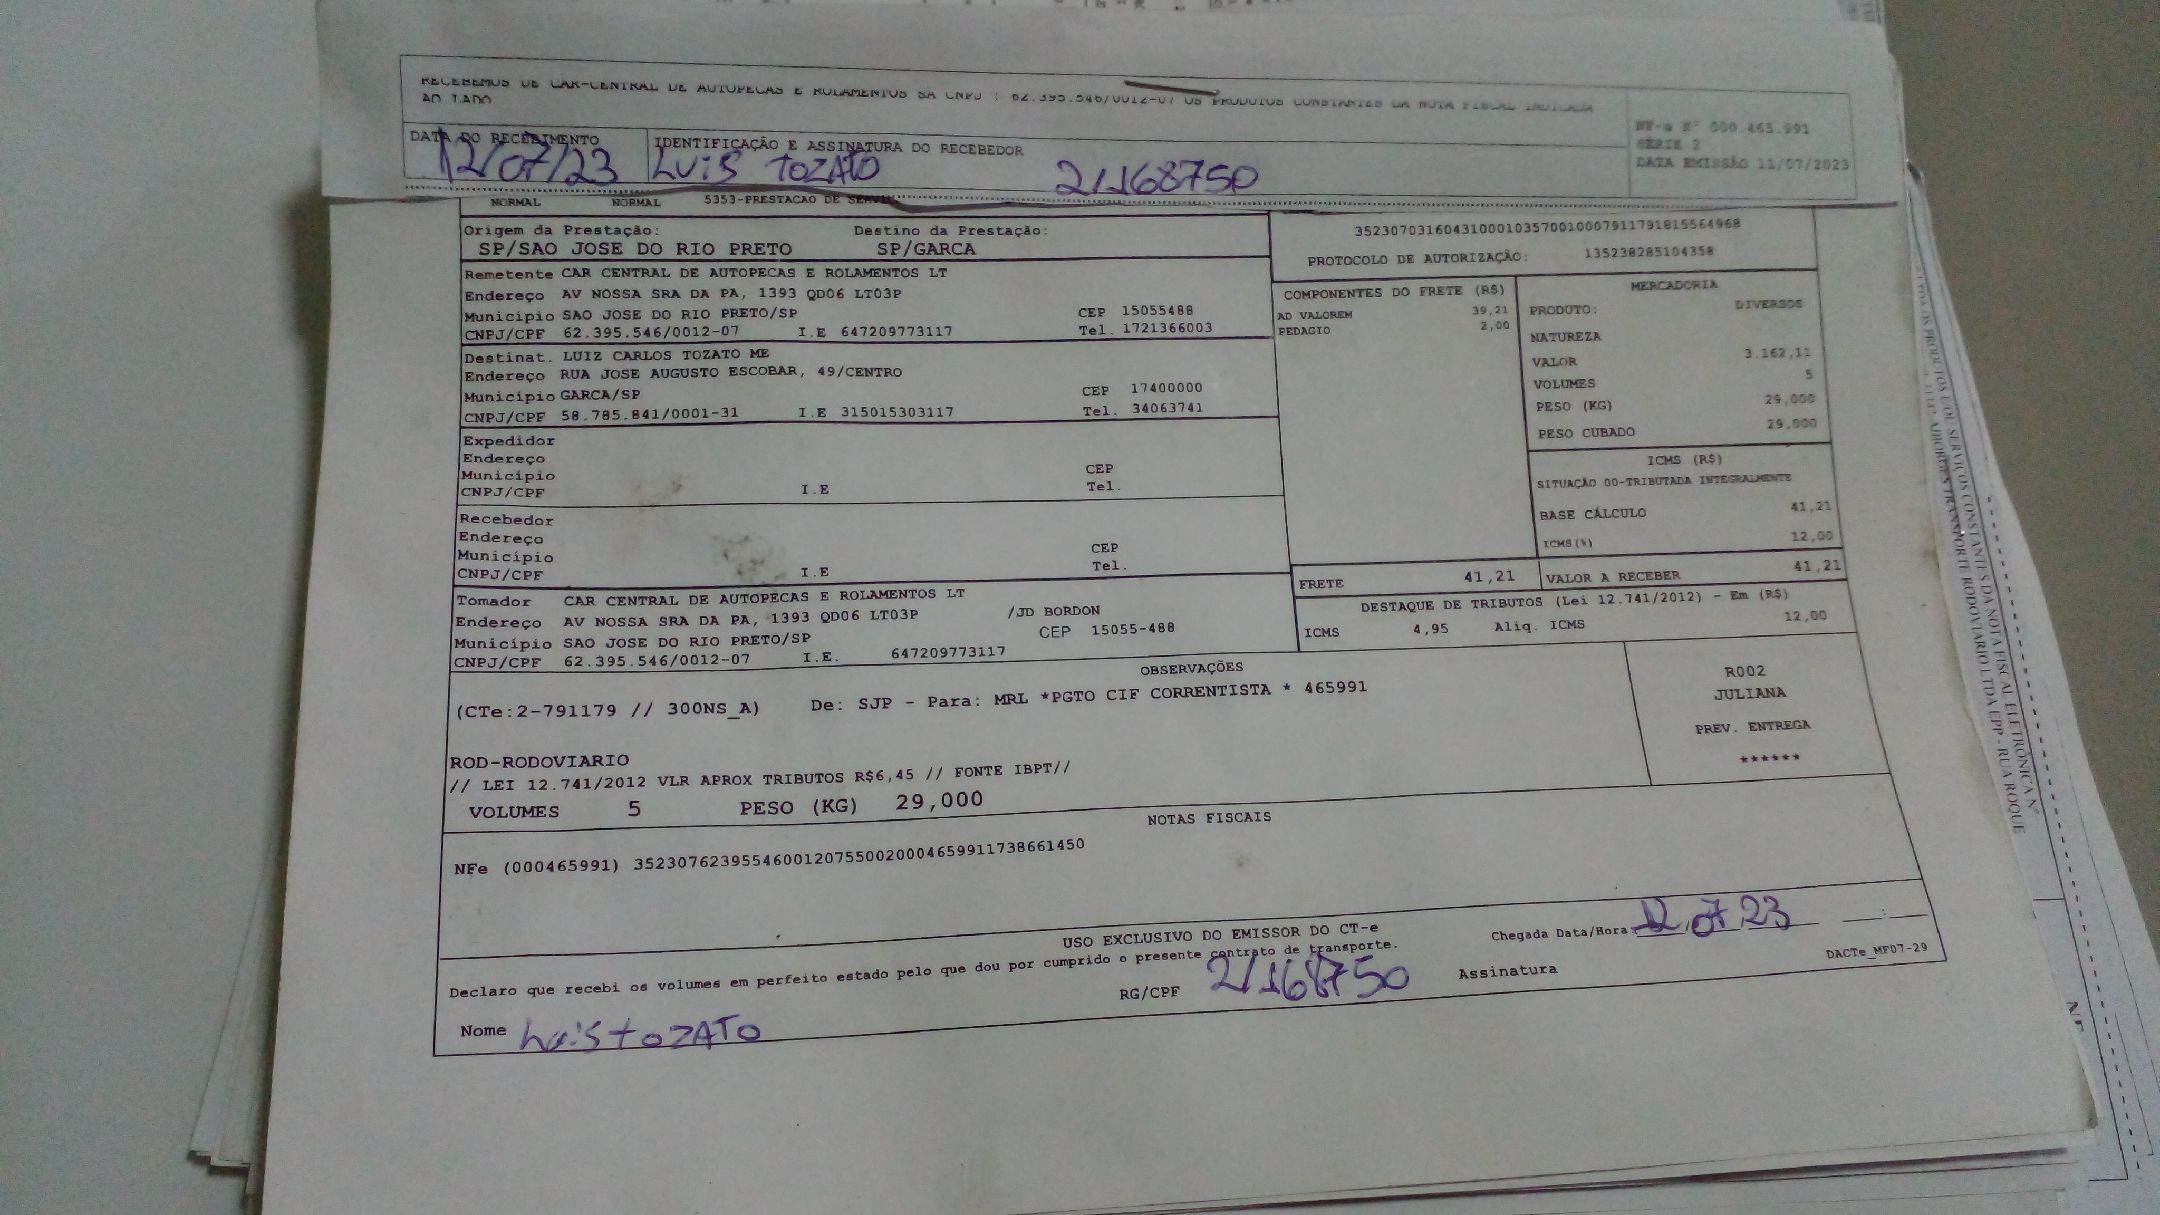 RECEBEMOS DE CAR-CENTRAL DE AUTOPECAS E ROLAMENTOS SA CNPJ : 62.395.546/0012-07 OS PRODUTOS CONSTANTES DA NOTA FISCAL INDICADA
AO LADO
DATA DO RECEBIMENTO
12/07/23
IDENTIFICAÇÃO E ASSINATURA DO RECEBEDOR
LUIS TOZATO 21168750
NF-e Nº 000.465.991
SÉRIE 2
DATA EMISSÃO 11/07/2023
NORMAL NORMAL 5353-PRESTACAO DE
Origem da Prestação: Destino da Prestação:
SP/SAO JOSE DO RIO PRETO SP/GARCA
35230703160431000103570010007911791815564968
PROTOCOLO DE AUTORIZAÇÃO: 135238285104358
Remetente CAR CENTRAL DE AUTOPECAS E ROLAMENTOS LT
Endereço AV NOSSA SRA DA PA, 1393 QD06 LT03P
Município SAO JOSE DO RIO PRETO/SP CEP 15055488
CNPJ/CPF 62.395.546/0012-07 I.E 647209773117 Tel. 1721366003
Destinat. LUIZ CARLOS TOZATO ME
Endereço RUA JOSE AUGUSTO ESCOBAR, 49/CENTRO
Município GARCA/SP CEP 17400000
CNPJ/CPF 58.785.841/0001-31 I.E 315015303117 Tel. 34063741
Expedidor
Endereço
Município CEP
CNPJ/CPF I.E Tel.
Recebedor
Endereço
Município CEP
CNPJ/CPF I.E Tel.
Tomador CAR CENTRAL DE AUTOPECAS E ROLAMENTOS LT
Endereço AV NOSSA SRA DA PA, 1393 QD06 LT03P /JD BORDON
Município SAO JOSE DO RIO PRETO/SP CEP 15055-488
CNPJ/CPF 62.395.546/0012-07 I.E. 647209773117
COMPONENTES DO FRETE (R$)
AD VALOREM 39,21
PEDAGIO 2,00
MERCADORIA
PRODUTO: DIVERSOS
NATUREZA
VALOR 3.162,11
VOLUMES 5
PESO (KG) 29,000
PESO CUBADO 29,000
ICMS (R$)
SITUAÇÃO 00-TRIBUTADA INTEGRALMENTE
BASE CÁLCULO 41,21
ICMS(%) 12,00
FRETE 41,21 VALOR A RECEBER 41,21
DESTAQUE DE TRIBUTOS (Lei 12.741/2012) - Em (R$)
ICMS 4,95 Aliq. ICMS 12,00
OBSERVAÇÕES
(CTe:2-791179 // 300NS_A) De: SJP - Para: MRL *PGTO CIF CORRENTISTA * 465991
ROD-RODOVIARIO
// LEI 12.741/2012 VLR APROX TRIBUTOS R$6,45 // FONTE IBPT//
VOLUMES 5 PESO (KG) 29,000
R002
JULIANA
PREV. ENTREGA
******
NOTAS FISCAIS
NFe (000465991) 35230762395546001207550020004659911738661450
USO EXCLUSIVO DO EMISSOR DO CT-e
Declaro que recebi os volumes em perfeito estado pelo que dou por cumprido o presente contrato de transporte.
Chegada Data/Hora: 12,07,23 __:__
Nome Luis tozATO RG/CPF 21168750 Assinatura
DACTe_MF07-29